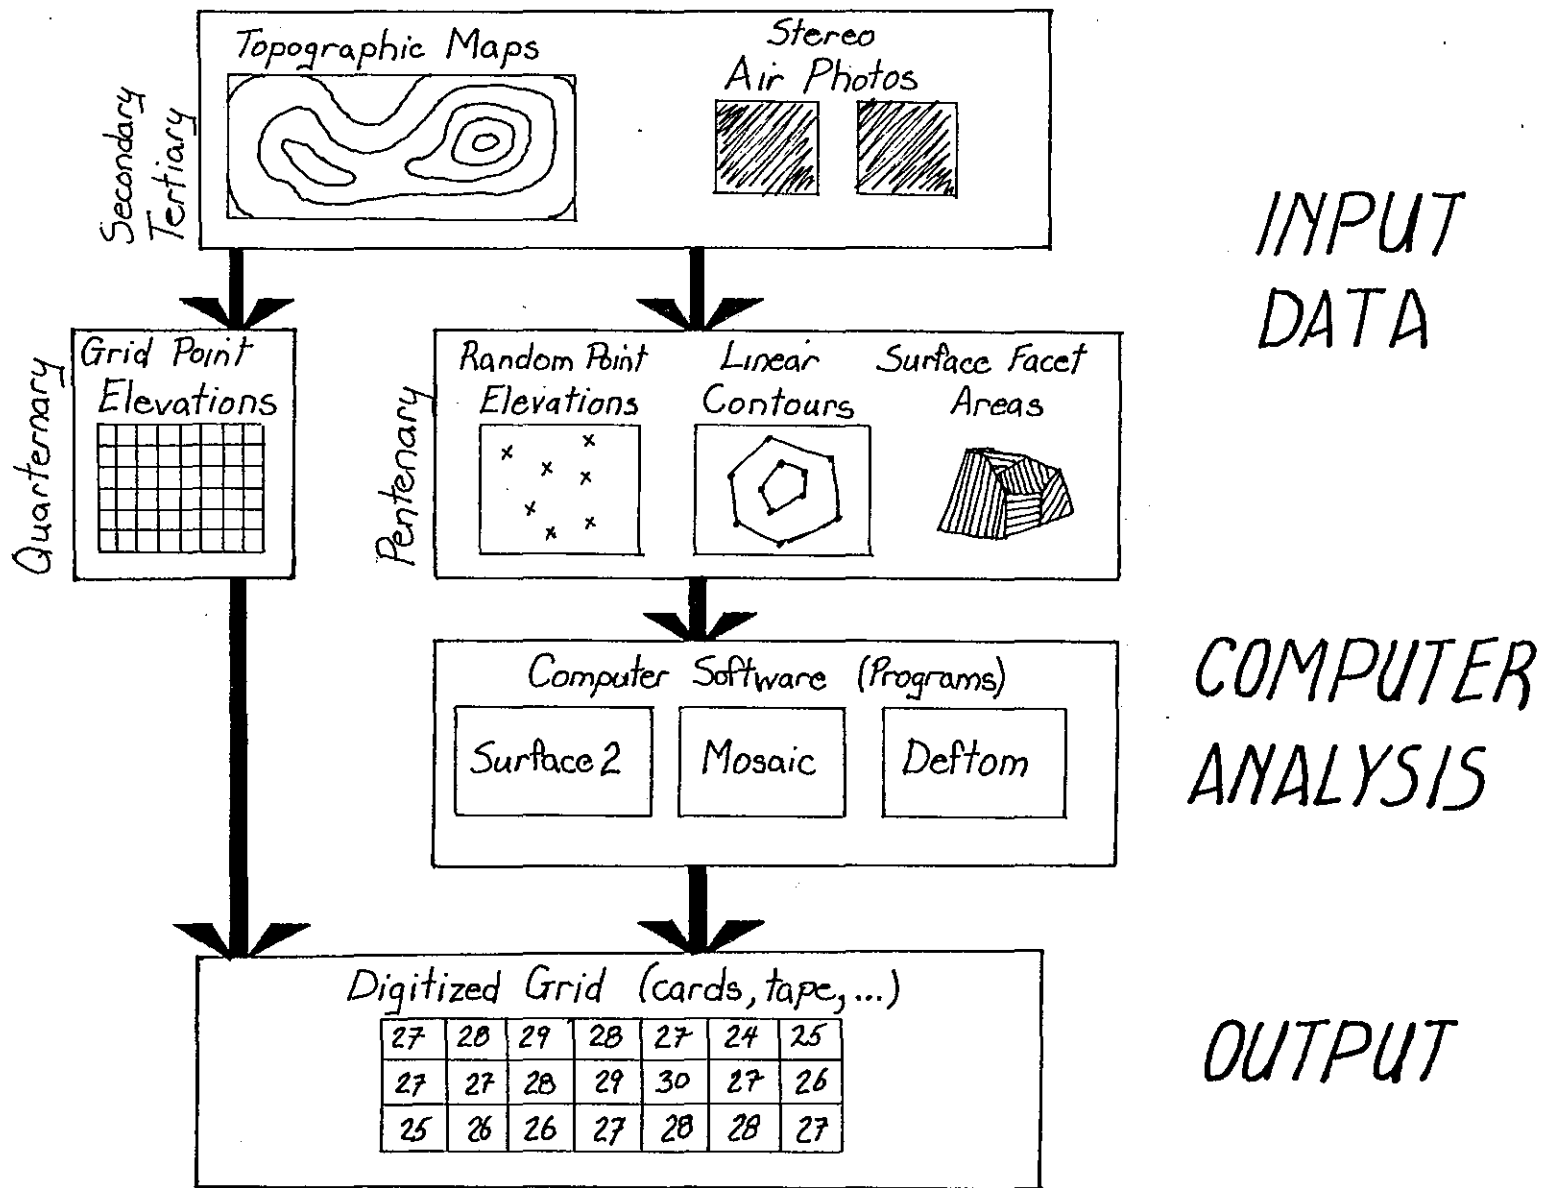 Topographic Maps
Stereo
Air Photos
Secondary
Tertiary
INPUT
DATA
Grid Point
Elevations
Quarternary
Random Point
Elevations
Linear
Contours
Surface Facet
Areas
Pentenary
Computer Software (Programs)
Surface 2
Mosaic
Deftom
COMPUTER
ANALYSIS
Digitized Grid (cards, tape, ...)
27 28 29 28 27 24 25
27 27 28 29 30 27 26
25 26 26 27 28 28 27
OUTPUT